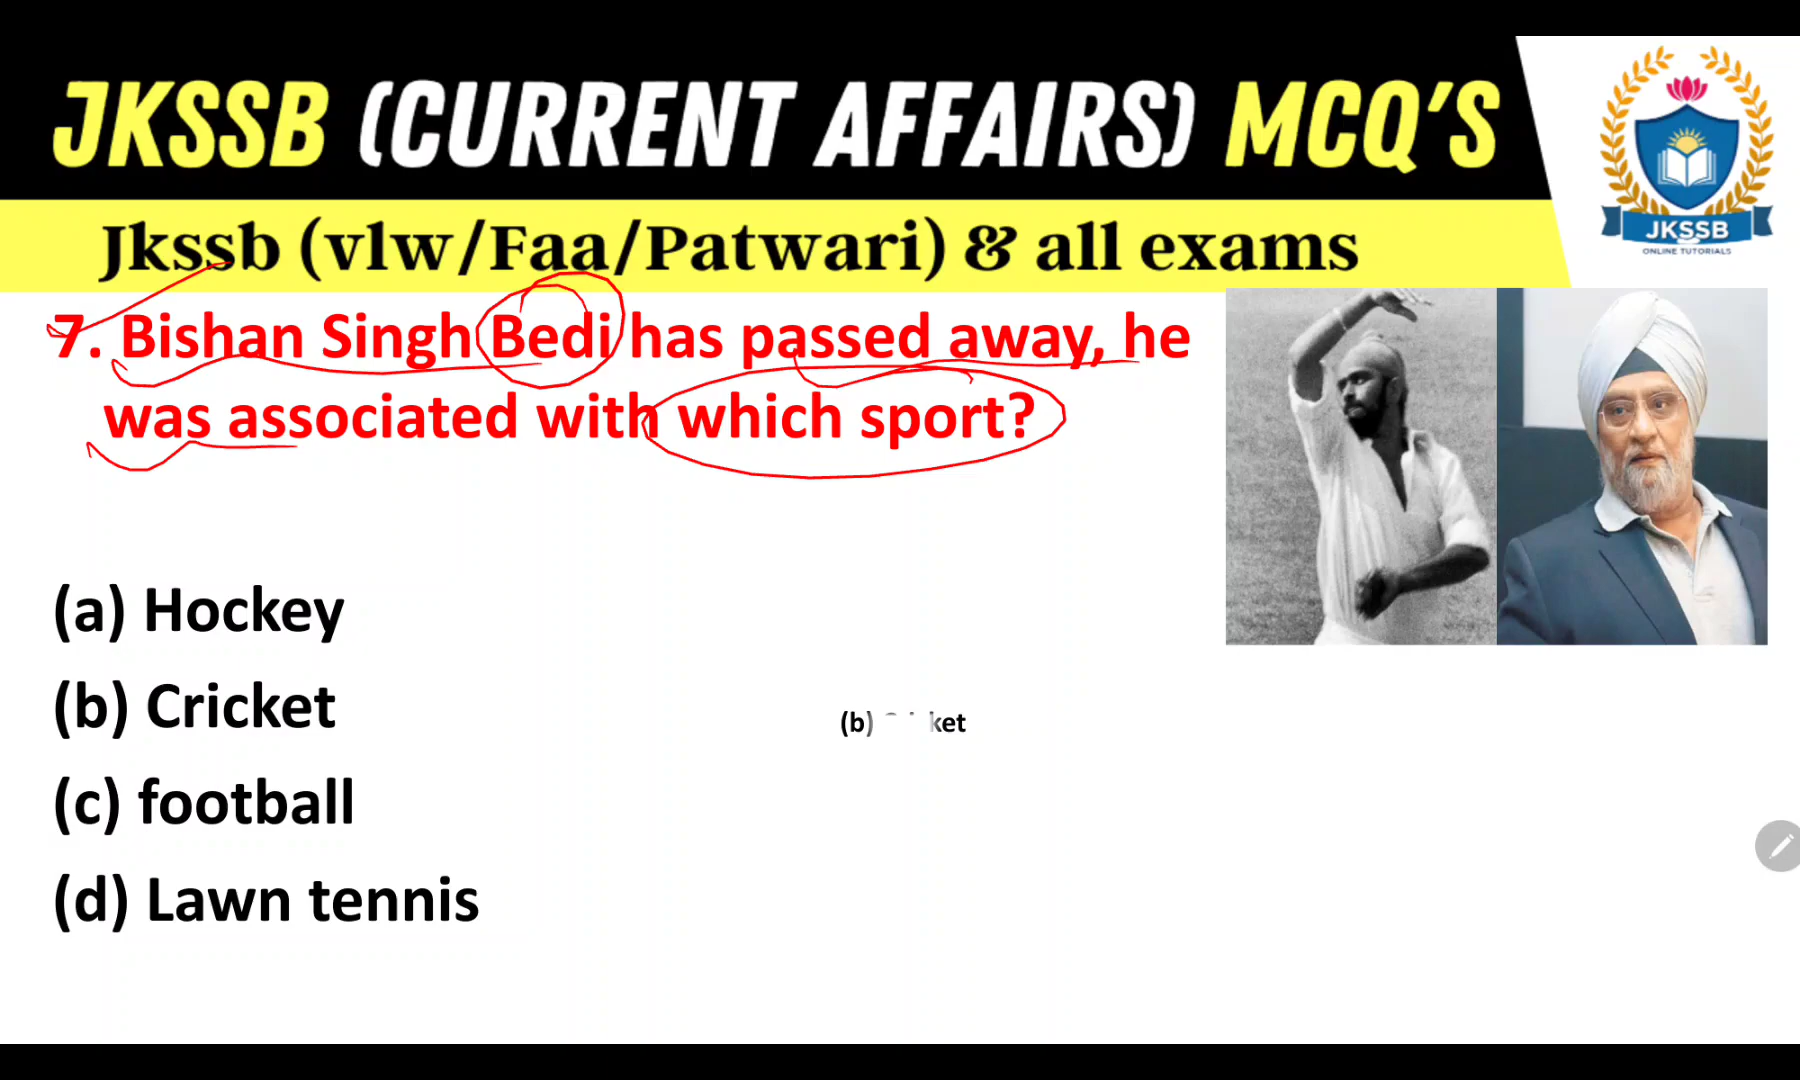 JKSSB (CURRENT AFFAIRS) MCQ'S
JKSSB
ONLINE TUTORIALS
Jkssb (vlw/Faa/Patwari) & all exams
7. Bishan Singh Bedi has passed away, he
was associated with which sport?
(a) Hockey
(b) Cricket
(b)
(c) football
(d) Lawn tennis